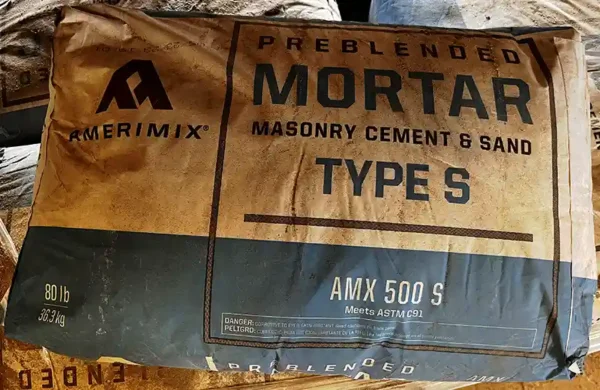 PREBLENDED
MORTAR
MASONRY CEMENT & SAND
TYPE S
AMERIMIX®
AMX 500 S
Meets ASTM C91
80 lb
36.3 kg
DANGER:
PELIGRO:
PREBLENDED
PREBLENDED